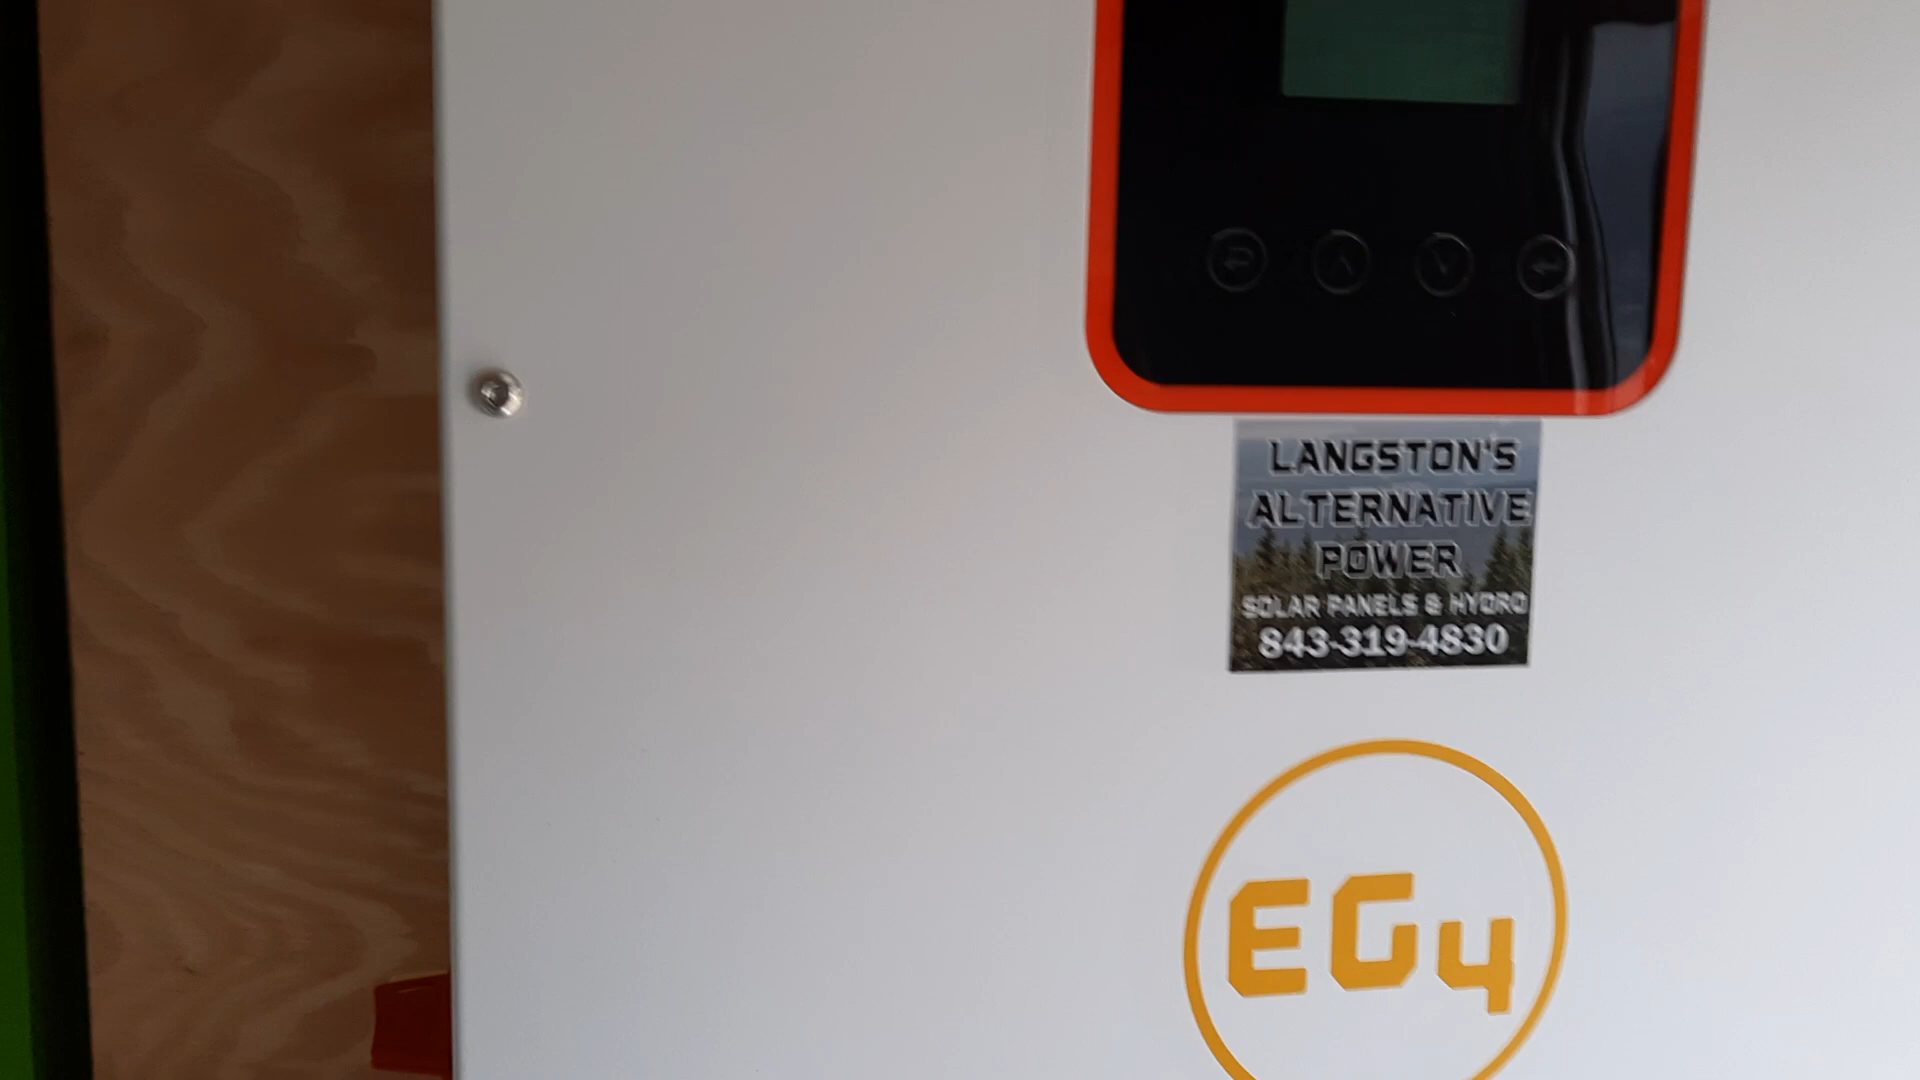 LANGSTON'S
ALTERNATIVE
POWER
SOLAR PANELS & HYDRO
843-319-4830
EG4